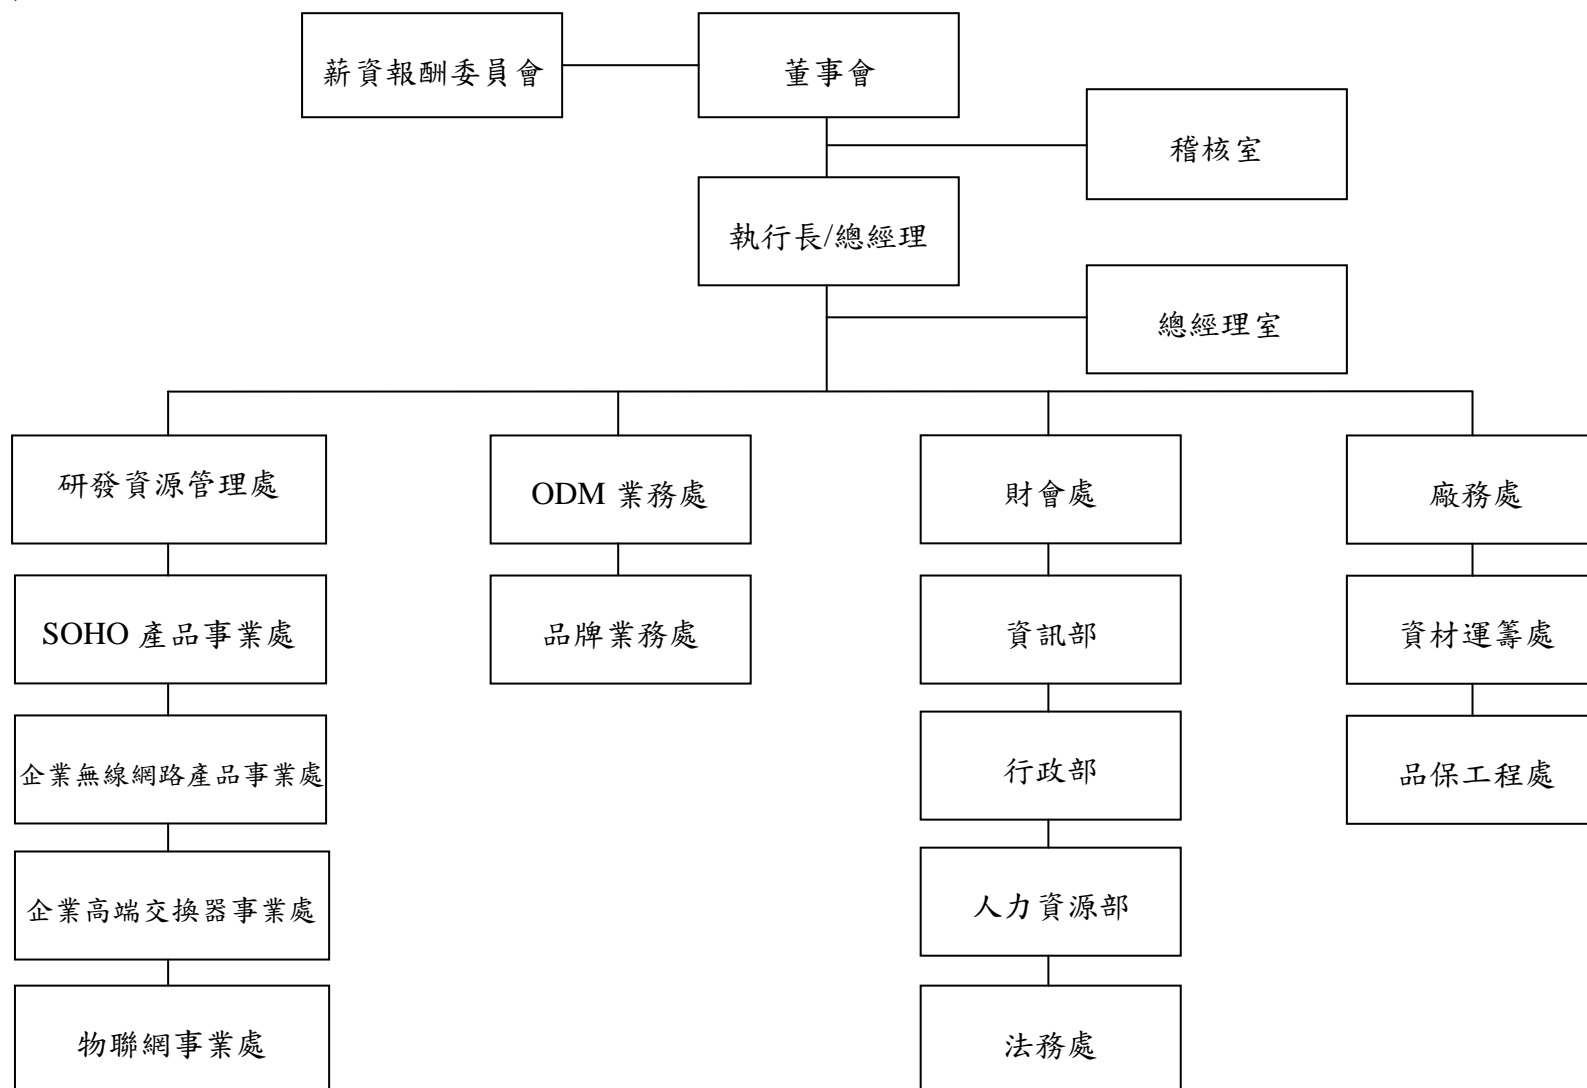 薪資報酬委員會
董事會
稽核室
執行長/總經理
總經理室
研發資源管理處
ODM 業務處
財會處
廠務處
SOHO 產品事業處
品牌業務處
資訊部
資材運籌處
企業無線網路產品事業處
行政部
品保工程處
企業高端交換器事業處
人力資源部
物聯網事業處
法務處